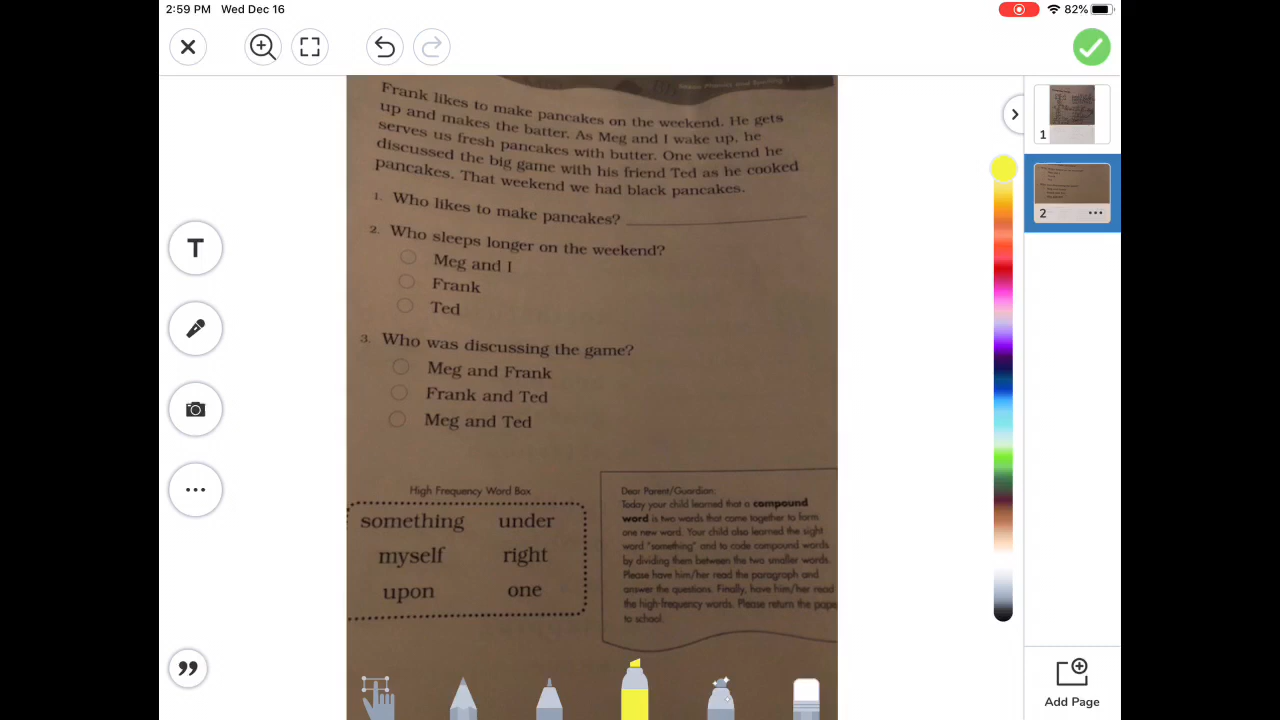 2:59 PM Wed Dec 16
82%
Frank likes to make pancakes on the weekend. He gets
up and makes the batter. As Meg and I wake up, he
serves us fresh pancakes with butter. One weekend he
discussed the big game with his friend Ted as he cooked
pancakes. That weekend we had black pancakes.
1. Who likes to make pancakes?
2. Who sleeps longer on the weekend?
Meg and I
Frank
Ted
3. Who was discussing the game?
Meg and Frank
Frank and Ted
Meg and Ted
High Frequency Word Box
something under
myself right
upon one
Dear Parent/Guardian:
Today your child learned that a compound
word is two words that come together to form
one new word. Your child also learned the sight
word "something" and to code compound words
by dividing them between the two smaller words.
Please have him/her read the paragraph and
answer the questions. Finally, have him/her read
the high-frequency words. Please return the pape
to school.
T
1
2
Add Page